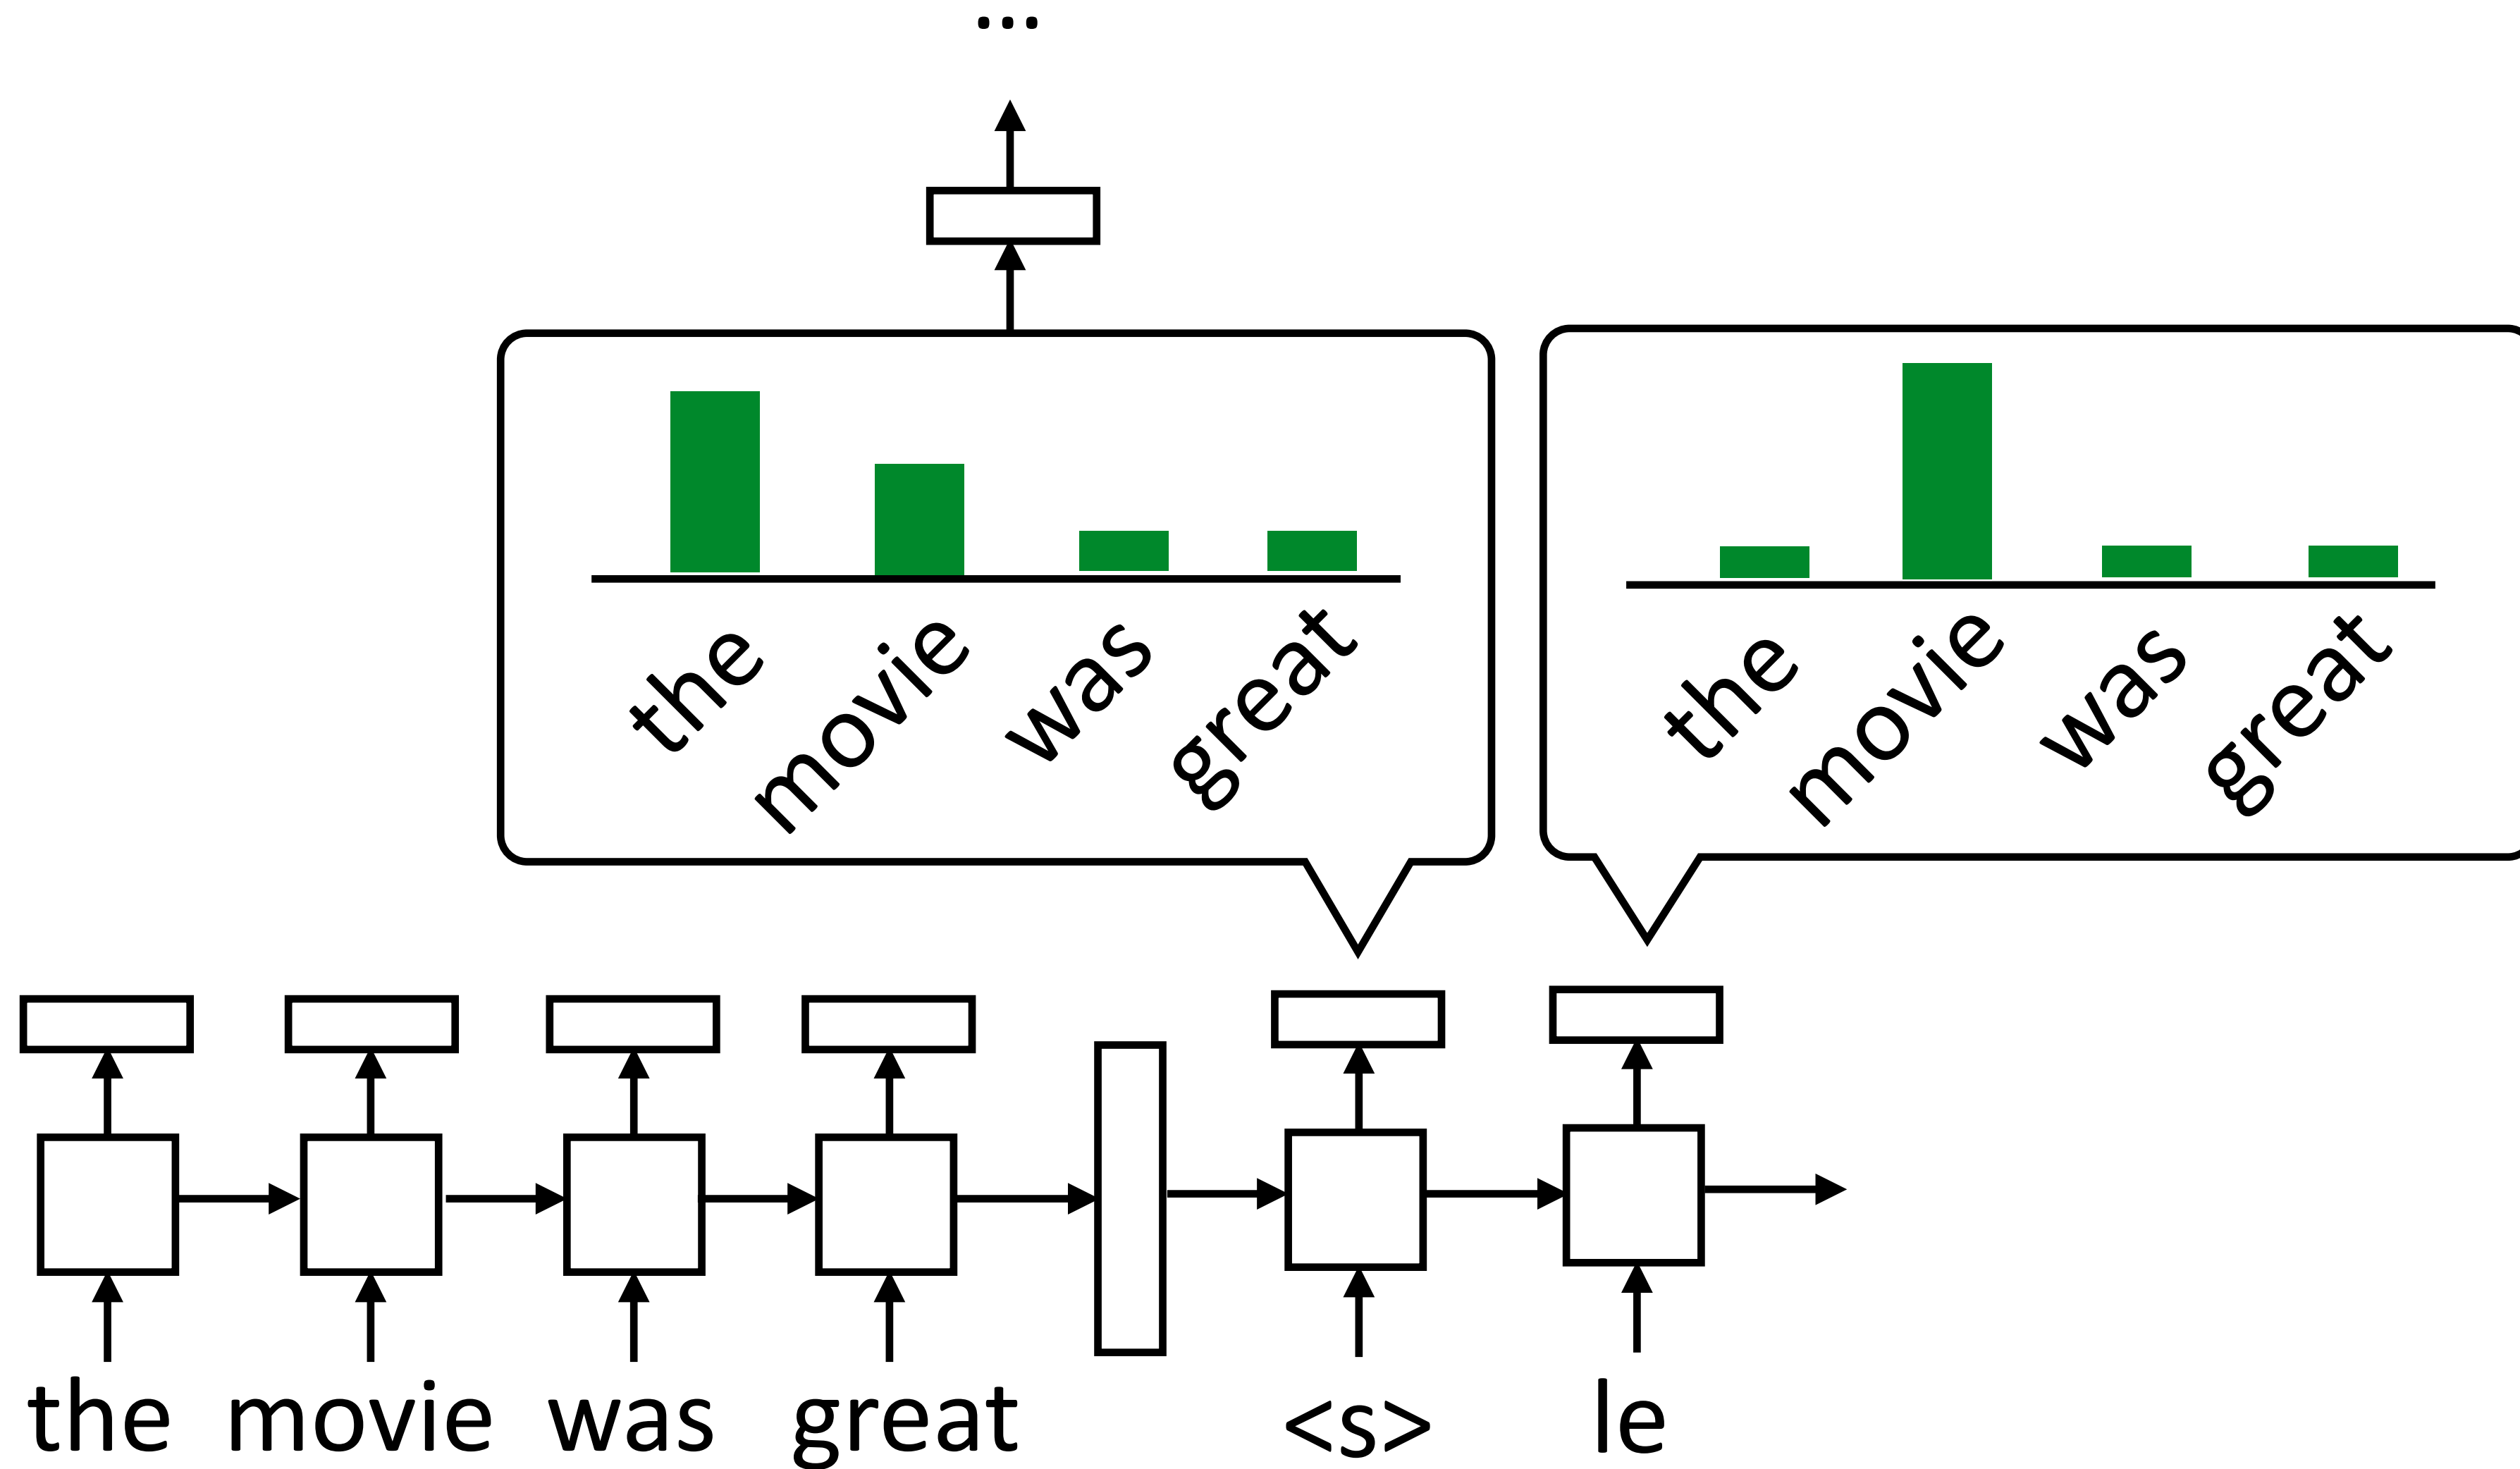 ...
the movie was great
the movie was great
the movie was great <s> le